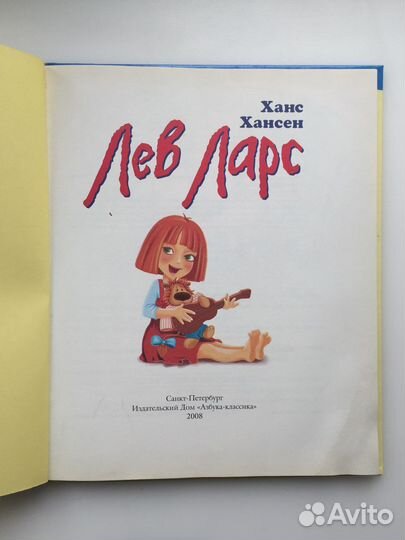 Ханс
Хансен
Лев Ларс
Санкт-Петербург
Издательский Дом «Азбука-классика»
2008
Avito